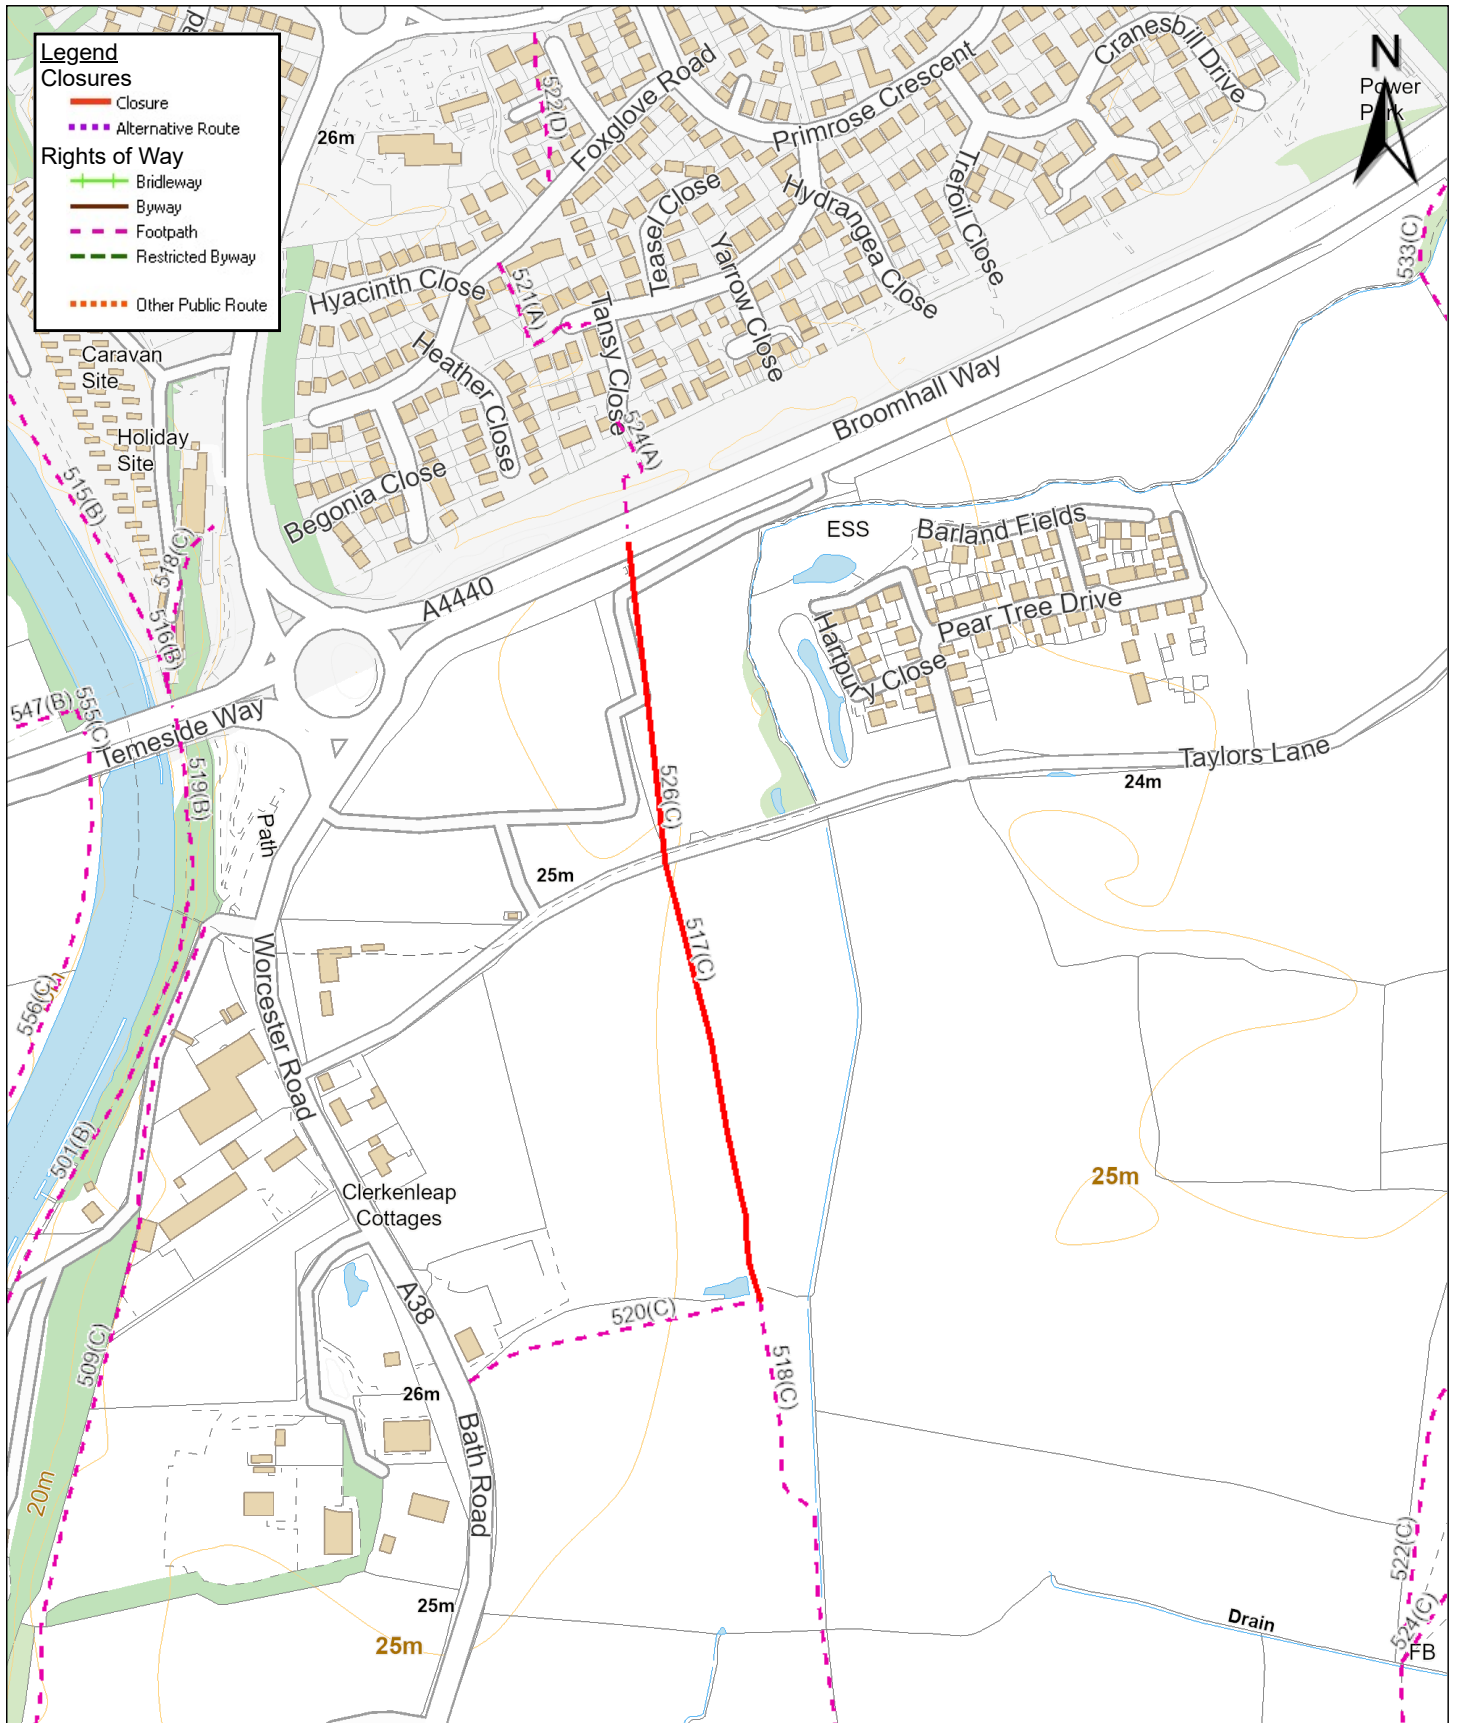 Legend
Closures
Closure
Alternative Route
Rights of Way
Bridleway
Byway
Footpath
Restricted Byway
Other Public Route
ad
26m
522(D)
Foxglove Road
Primrose Crescent
Cranesbill Drive
N
Power
Park
Trefoil Close
Teasel Close
Hydrangea Close
Yarrow Close
533(C)
Hyacinth Close
521(A)
Tansy Close
Heather Close
Caravan
Site
Holiday
Site
524(A)
Broomhall Way
Begonia Close
515(B)
518(C)
516(B)
A4440
ESS
Barland Fields
Pear Tree Drive
Hartpury Close
547(B)
555(C)
Temeside Way
519(B)
Path
526(C)
Taylors Lane
24m
25m
517(C)
Worcester Road
556(C)
501(B)
Clerkenleap
Cottages
25m
A38
520(C)
518(C)
509(C)
26m
Bath Road
20m
25m
25m
522(C)
524(C)
Drain
FB